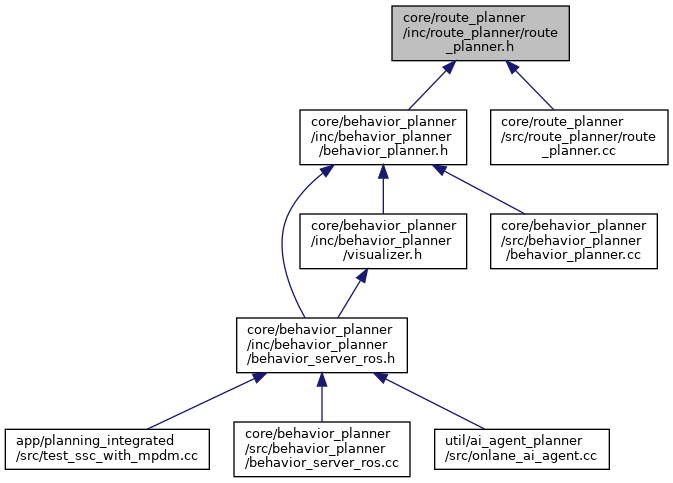 core/route_planner
/inc/route_planner/route
_planner.h
core/behavior_planner
/inc/behavior_planner
/behavior_planner.h
core/route_planner
/src/route_planner/route
_planner.cc
core/behavior_planner
/inc/behavior_planner
/visualizer.h
core/behavior_planner
/src/behavior_planner
/behavior_planner.cc
core/behavior_planner
/inc/behavior_planner
/behavior_server_ros.h
app/planning_integrated
/src/test_ssc_with_mpdm.cc
core/behavior_planner
/src/behavior_planner
/behavior_server_ros.cc
util/ai_agent_planner
/src/onlane_ai_agent.cc